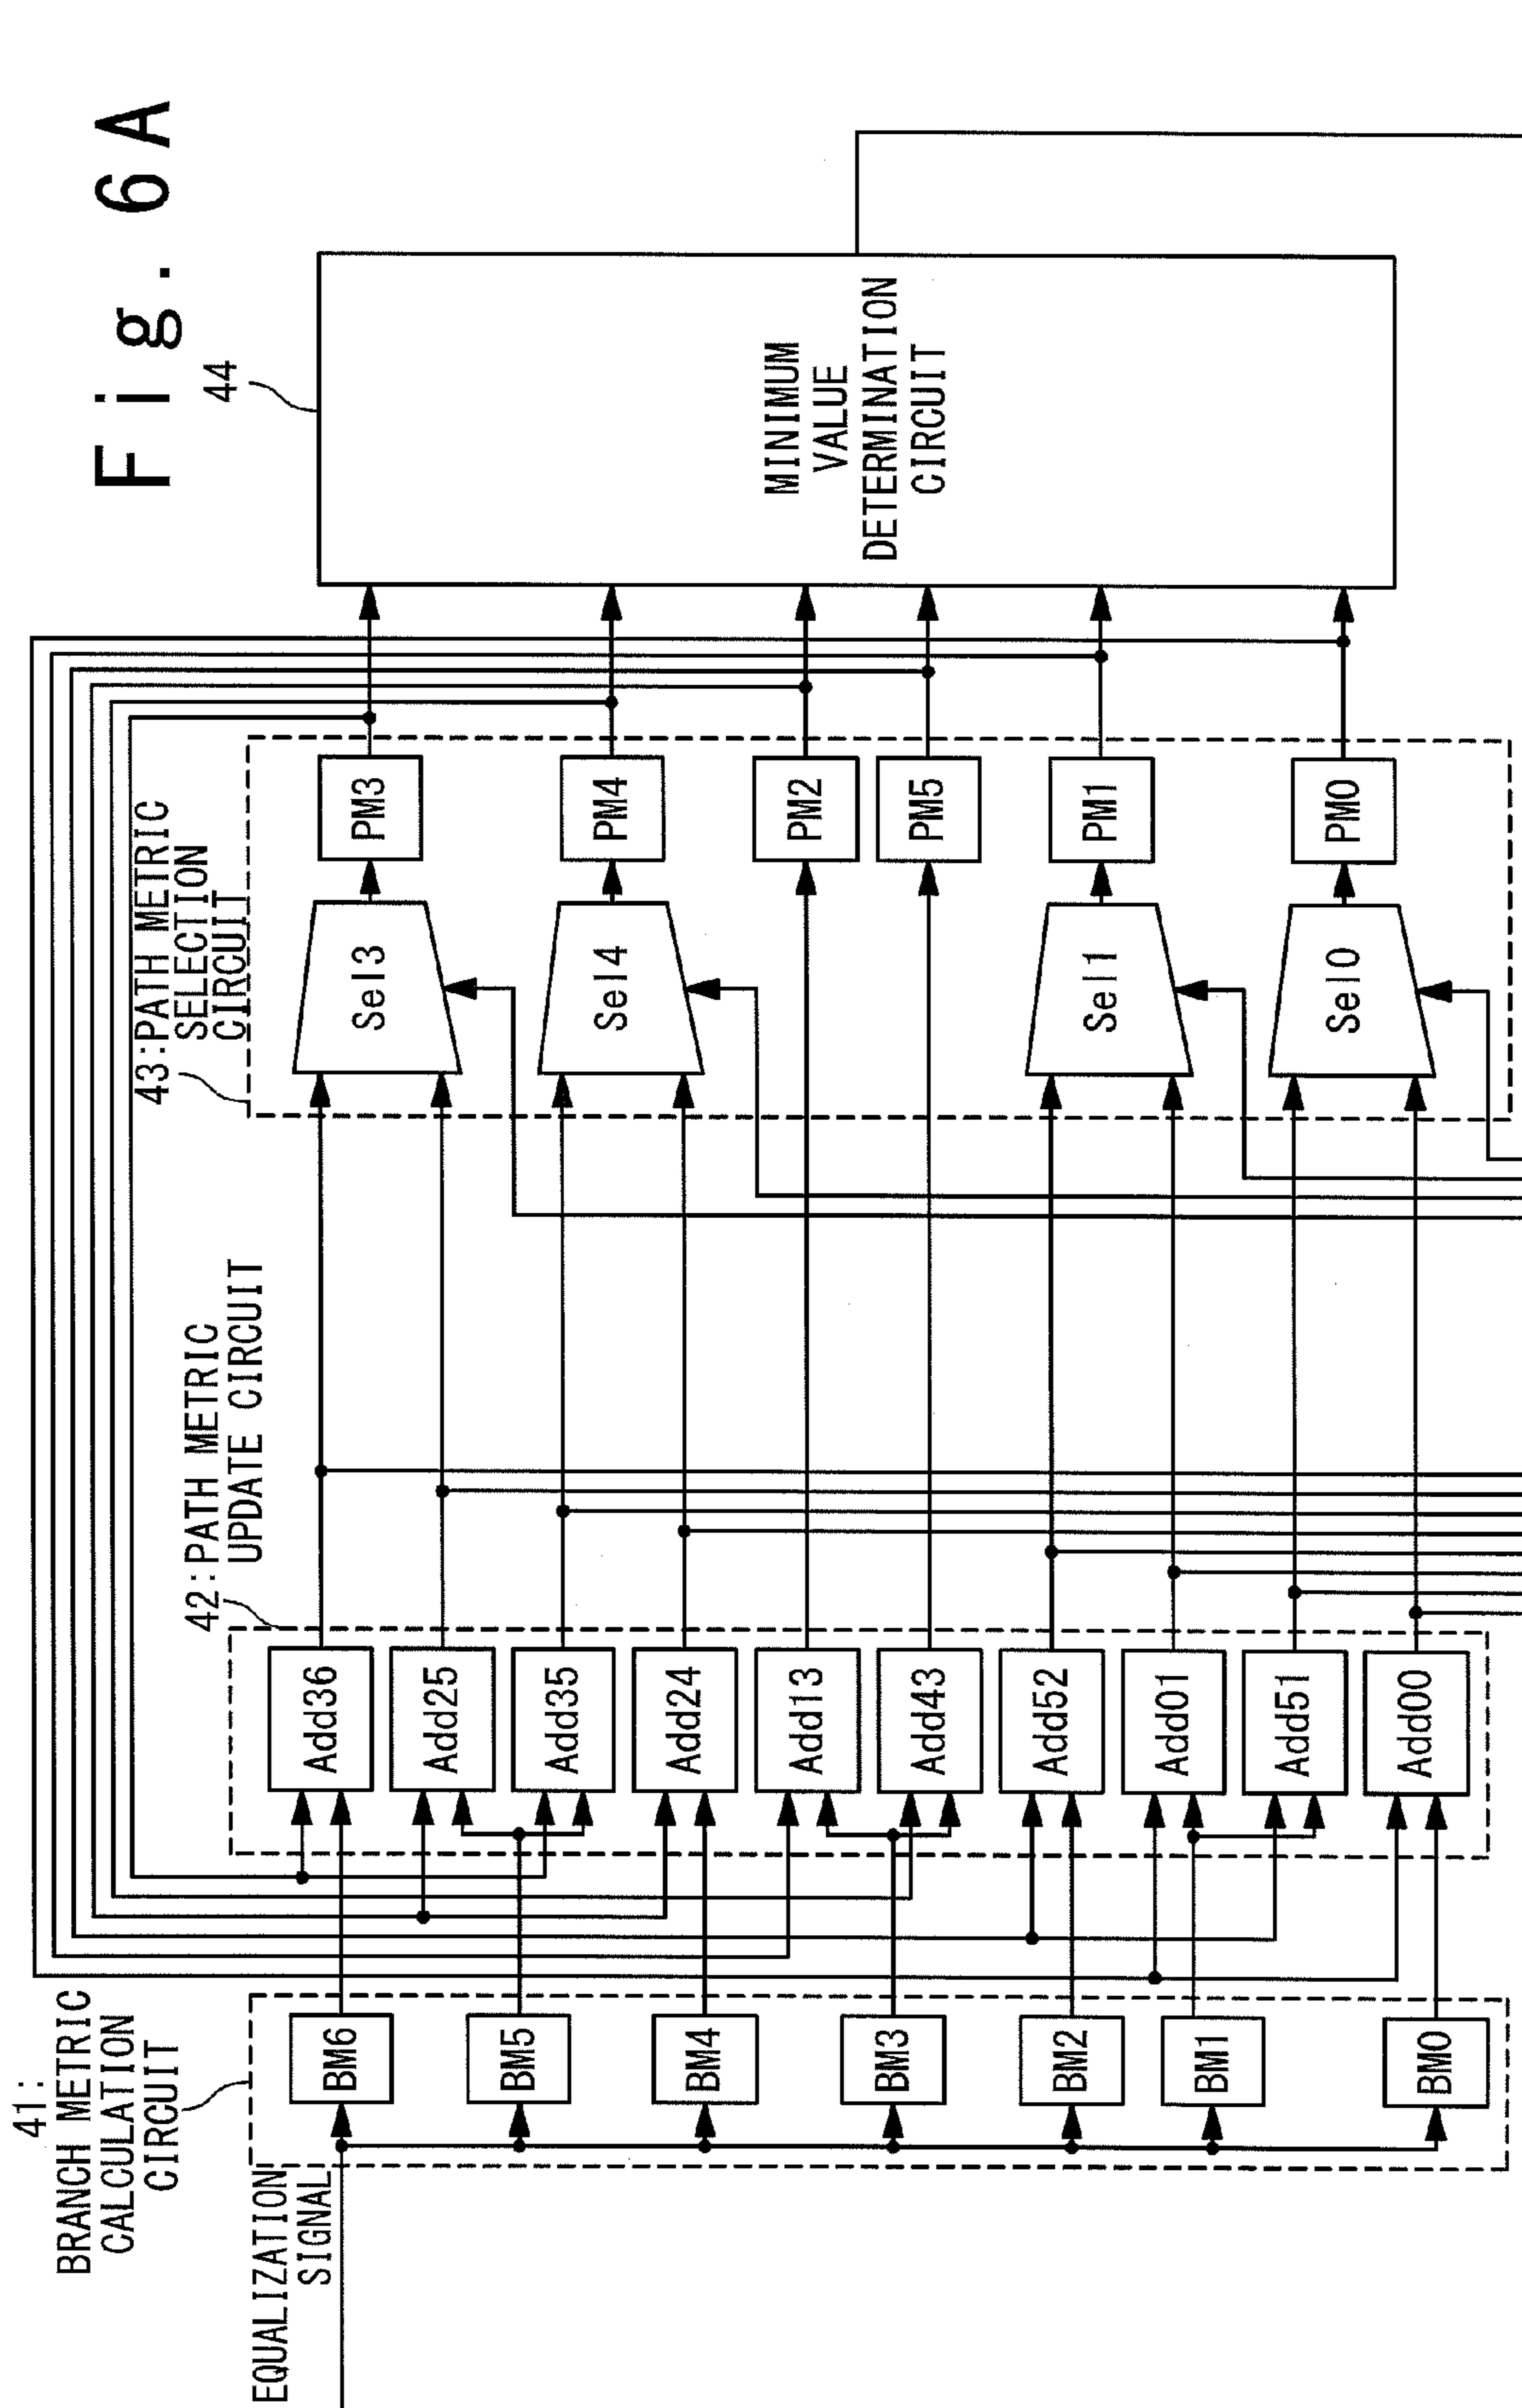 Fig. 6A
41:
BRANCH METRIC
CALCULATION
CIRCUIT
42:PATH METRIC
UPDATE CIRCUIT
43:PATH METRIC
SELECTION
CIRCUIT
44
EQUALIZATION
SIGNAL
BM6
BM5
BM4
BM3
BM2
BM1
BM0
Add36
Add25
Add35
Add24
Add13
Add43
Add52
Add01
Add51
Add00
Sel3
Sel4
Sel1
Sel0
PM3
PM4
PM2
PM5
PM1
PM0
MINIMUM
VALUE
DETERMINATION
CIRCUIT